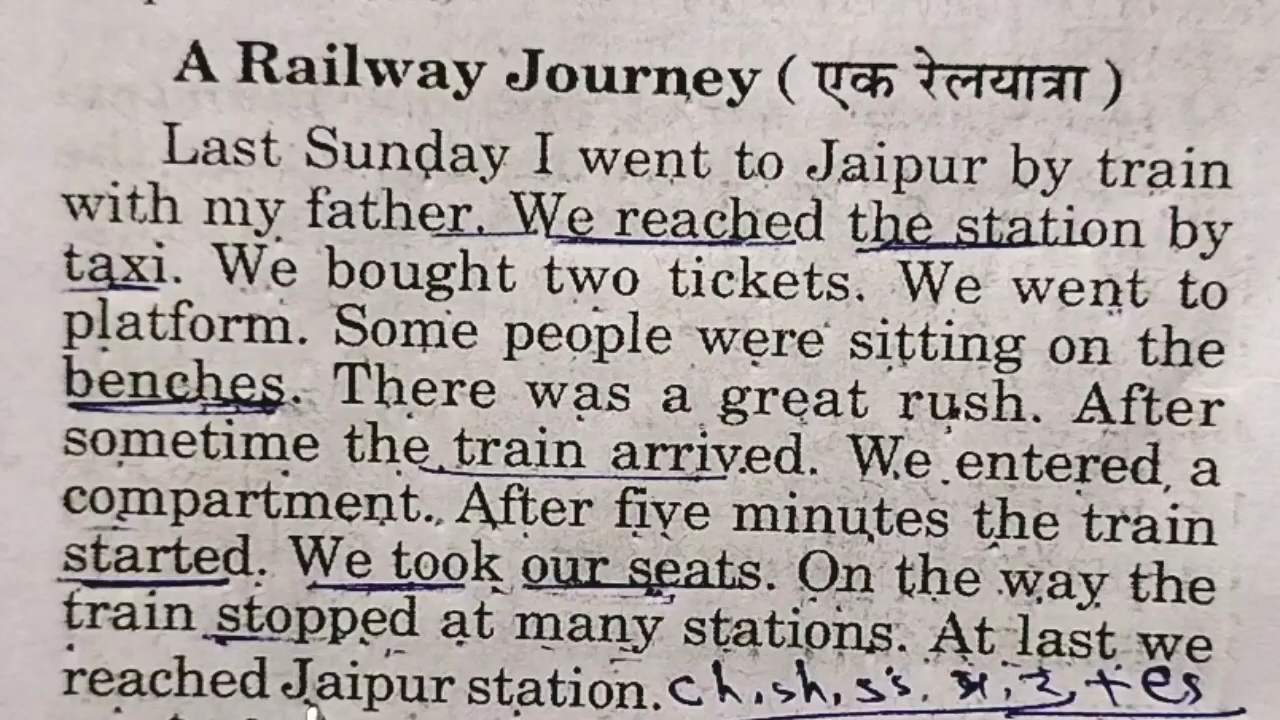 A Railway Journey ( एक रेलयात्रा )
Last Sunday I went to Jaipur by train
with my father. We reached the station by
taxi. We bought two tickets. We went to
platform. Some people were sitting on the
benches. There was a great rush. After
sometime the train arrived. We entered a
compartment. After five minutes the train
started. We took our seats. On the way the
train stopped at many stations. At last we
reached Jaipur station. ch, sh, ss, + es